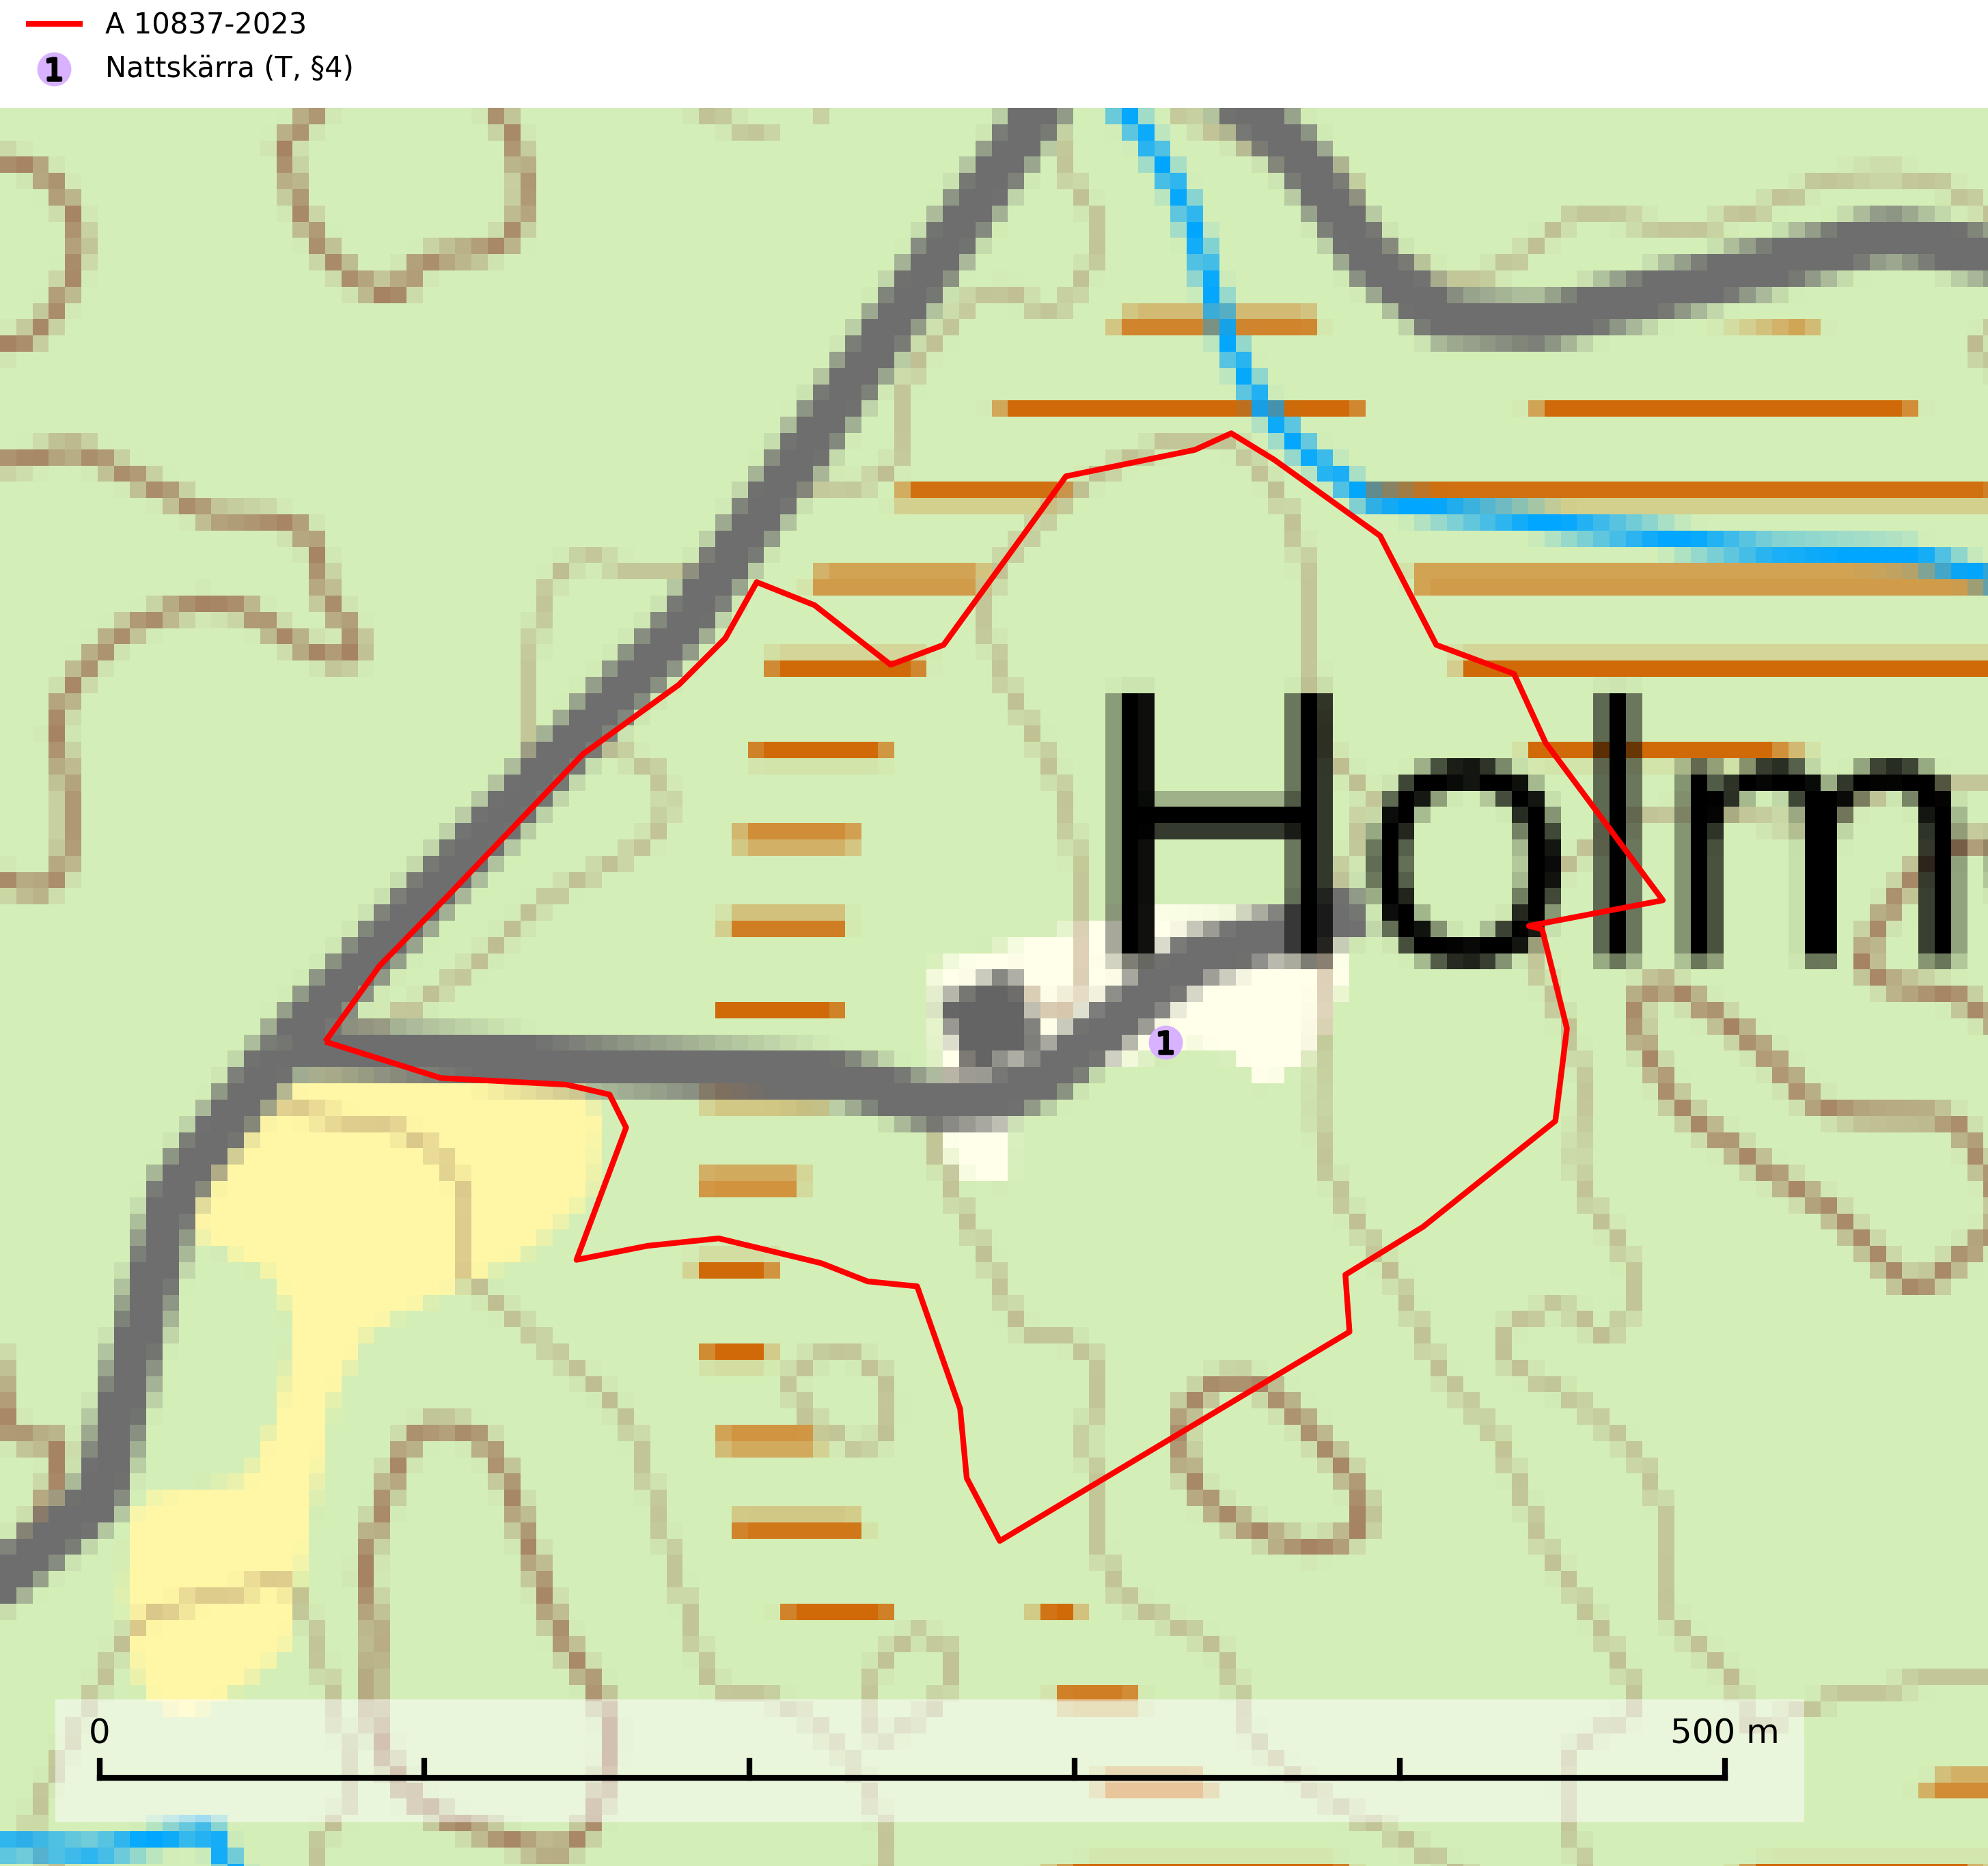 A 10837-2023
1 Nattskärra (T, §4)
Holm
1
0 500 m